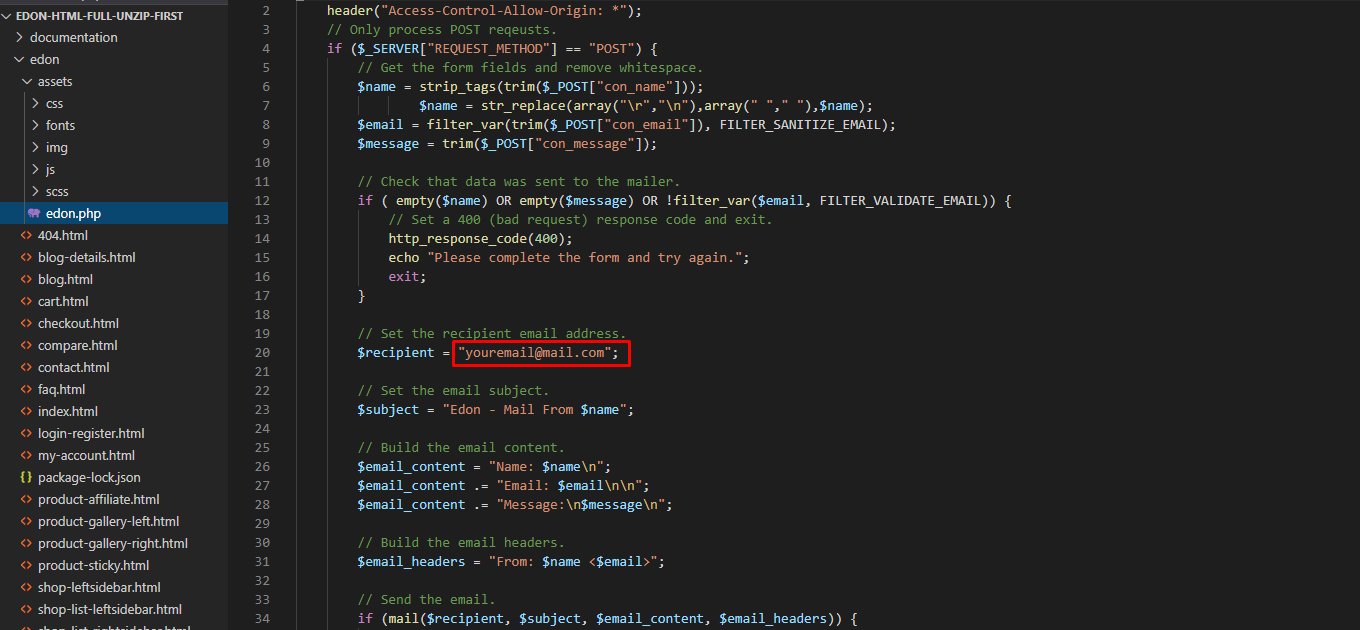 EDON-HTML-FULL-UNZIP-FIRST
documentation
edon
assets
css
fonts
img
js
scss
edon.php
404.html
blog-details.html
blog.html
cart.html
checkout.html
compare.html
contact.html
faq.html
index.html
login-register.html
my-account.html
package-lock.json
product-affiliate.html
product-gallery-left.html
product-gallery-right.html
product-sticky.html
shop-leftsidebar.html
shop-list-leftsidebar.html
shop-list-rightsidebar.html
2 header("Access-Control-Allow-Origin: *");
3 // Only process POST reqeusts.
4 if ($_SERVER["REQUEST_METHOD"] == "POST") {
5 // Get the form fields and remove whitespace.
6 $name = strip_tags(trim($_POST["con_name"]));
7 $name = str_replace(array("\r","\n"),array(" "," "),$name);
8 $email = filter_var(trim($_POST["con_email"]), FILTER_SANITIZE_EMAIL);
9 $message = trim($_POST["con_message"]);
10
11 // Check that data was sent to the mailer.
12 if ( empty($name) OR empty($message) OR !filter_var($email, FILTER_VALIDATE_EMAIL)) {
13 // Set a 400 (bad request) response code and exit.
14 http_response_code(400);
15 echo "Please complete the form and try again.";
16 exit;
17 }
18
19 // Set the recipient email address.
20 $recipient = "youremail@mail.com";
21
22 // Set the email subject.
23 $subject = "Edon - Mail From $name";
24
25 // Build the email content.
26 $email_content = "Name: $name\n";
27 $email_content .= "Email: $email\n\n";
28 $email_content .= "Message:\n$message\n";
29
30 // Build the email headers.
31 $email_headers = "From: $name <$email>";
32
33 // Send the email.
34 if (mail($recipient, $subject, $email_content, $email_headers)) {